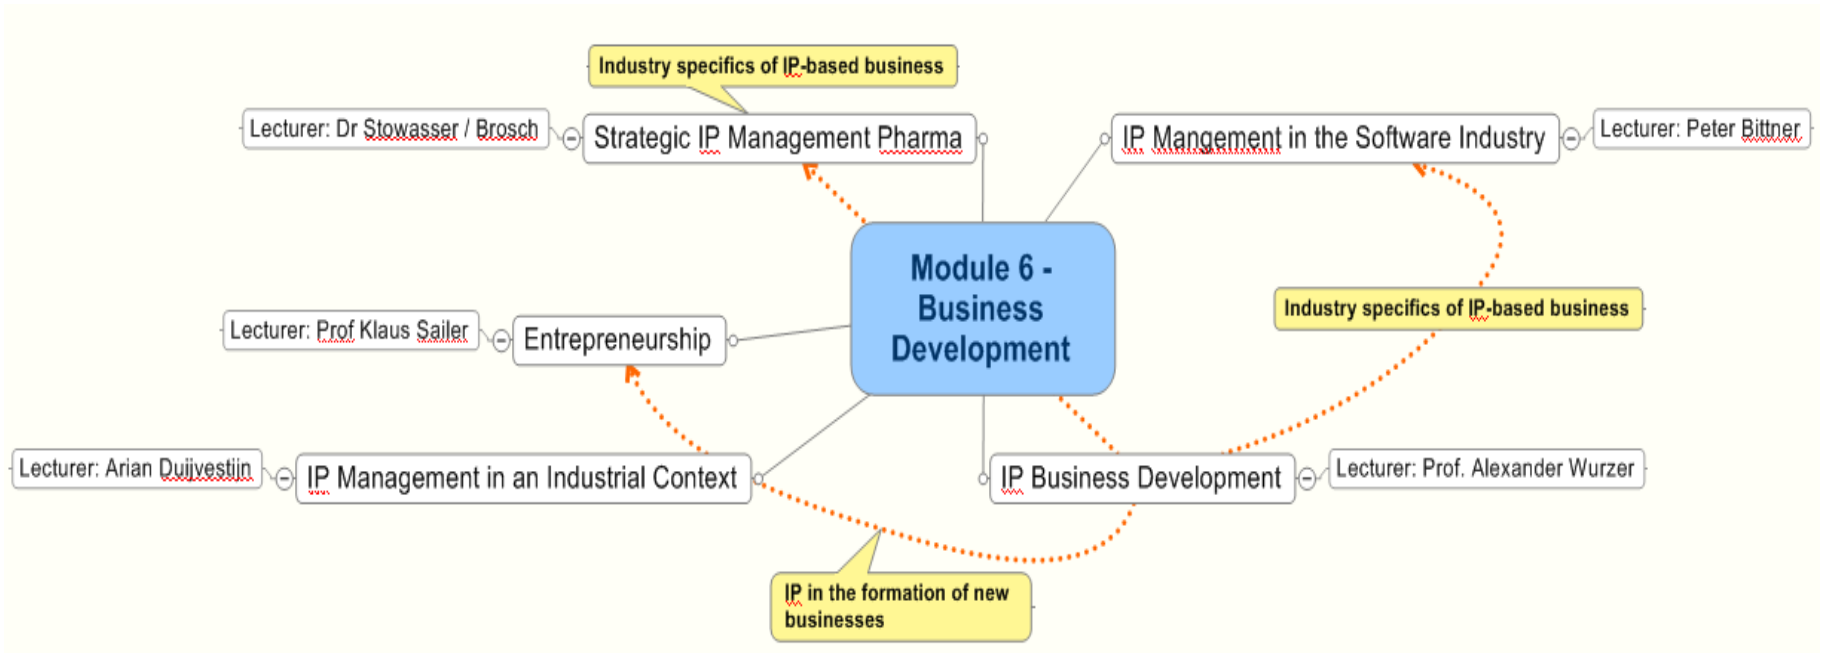 Industry specifics of IP-based business
Lecturer: Dr Stowasser / Brosch
Strategic IP Management Pharma
IP Mangement in the Software Industry
Lecturer: Peter Bittner
Module 6 -
Business
Development
Industry specifics of IP-based business
Lecturer: Prof Klaus Sailer
Entrepreneurship
Lecturer: Arian Duijvestijn
IP Management in an Industrial Context
IP Business Development
Lecturer: Prof. Alexander Wurzer
IP in the formation of new
businesses